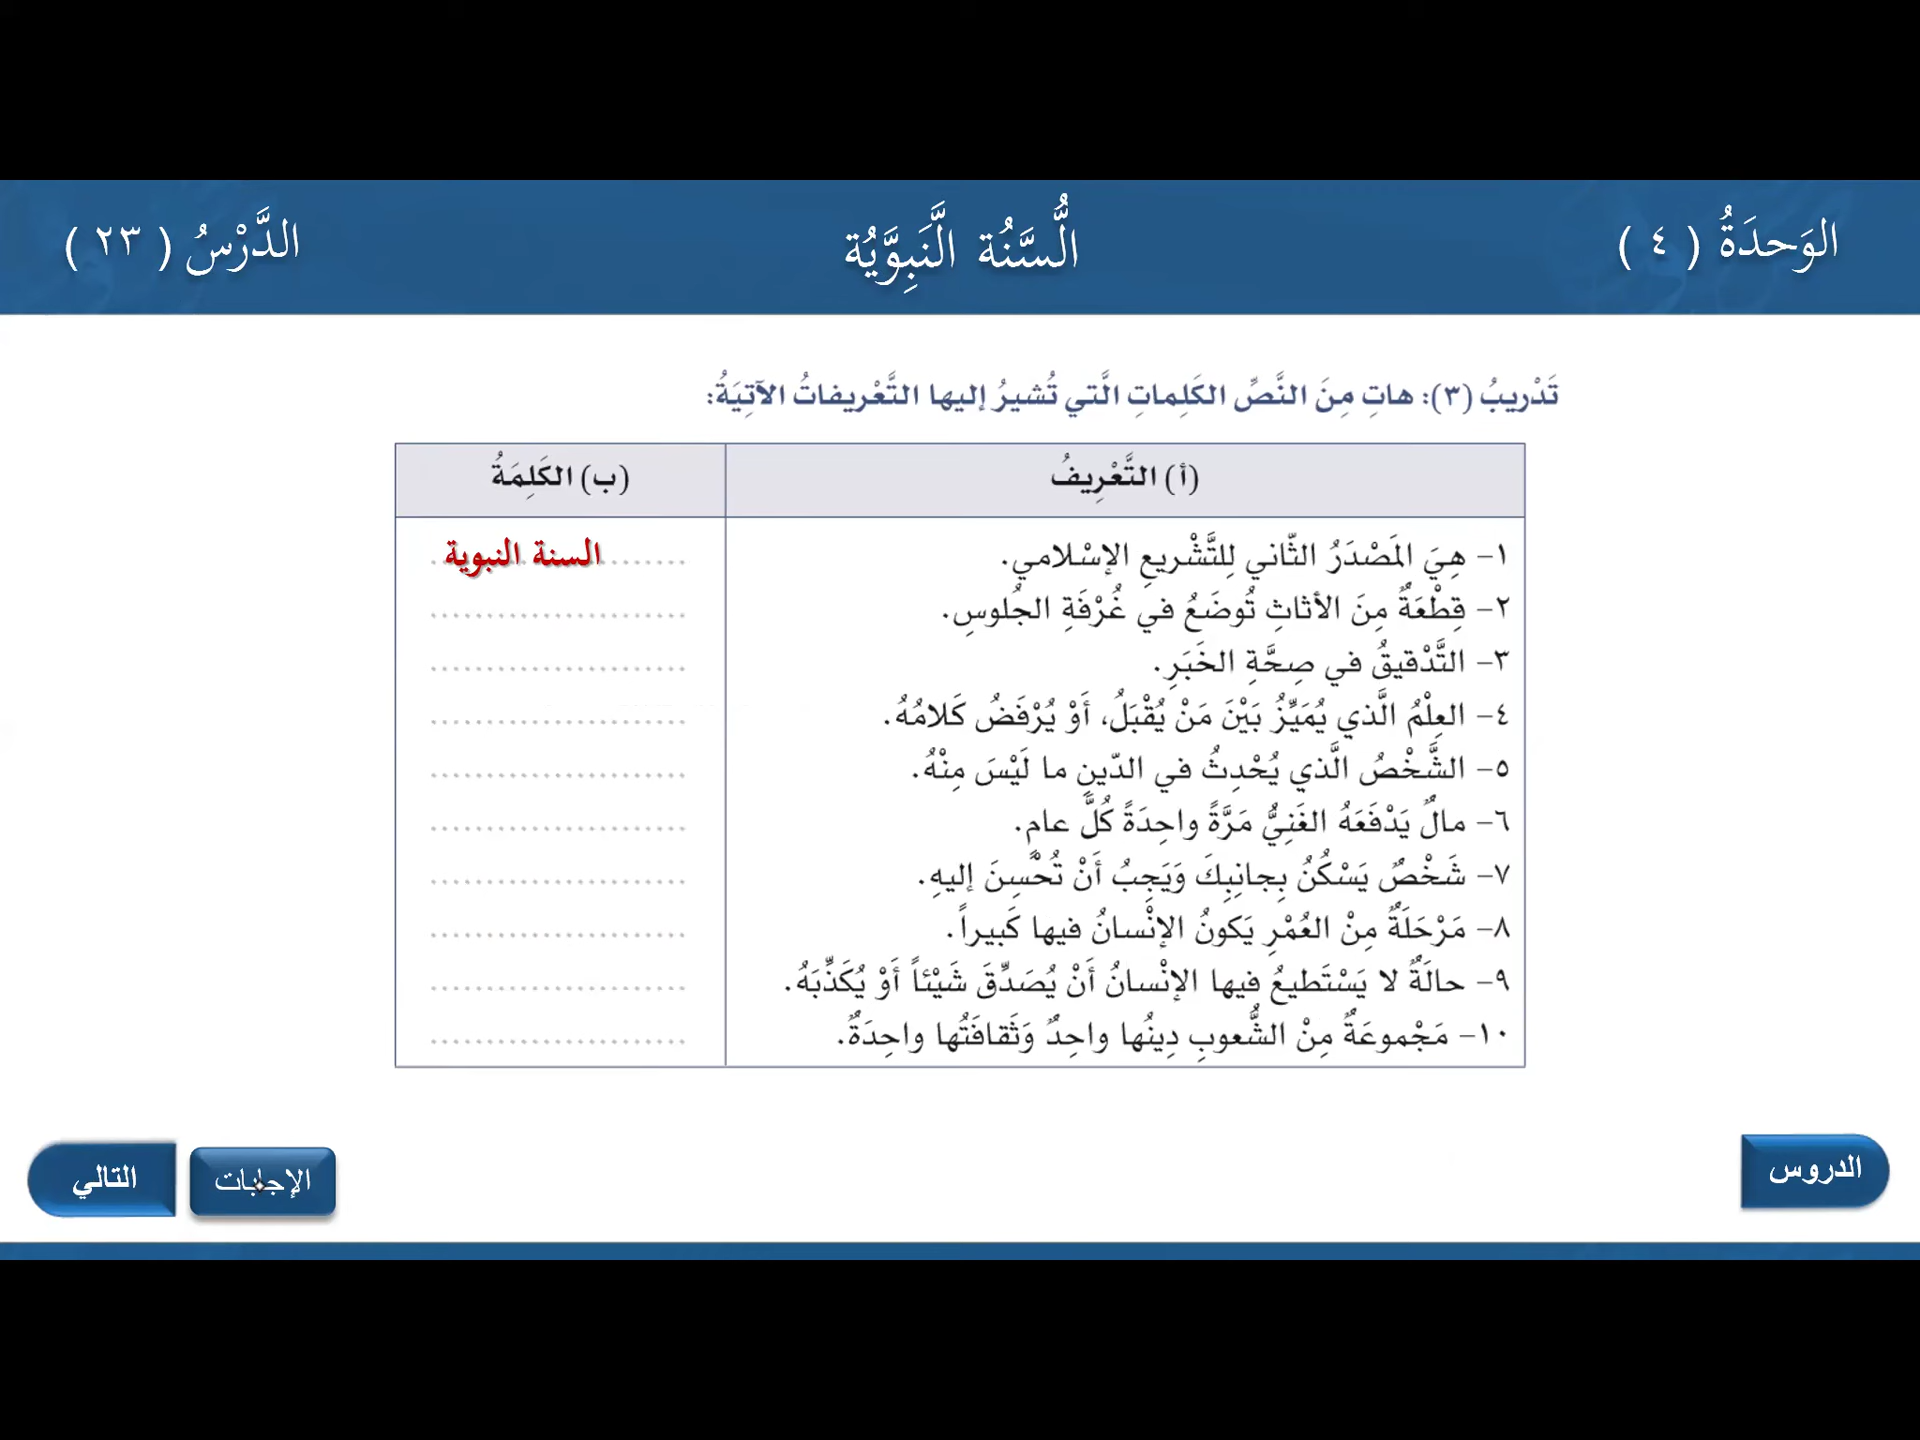 الوَحدَةُ ( ٤ )
السُّنَّة النَّبِوَّيُة
الدَّرْسُ ( ٢٣ )
تَدْريبُ (٣): هاتِ مِنَ النَّصِّ الكَلِماتِ الَّتي تُشيرُ إليها التَّعْريفاتُ الآتِيَةُ:
(أ) التَّعْرِيفُ
(ب) الكَلِمَةُ
١- هِيَ المَصْدَرُ الثّاني لِلتَّشْريعِ الإسْلامي.
السنة النبوية
٢- قِطْعَةٌ مِنَ الأثاثِ تُوضَعُ في غُرْفَةِ الجُلوسِ.
٣- التَّدْقيقُ في صِحَّةِ الخَبَرِ.
٤- العِلْمُ الَّذي يُمَيِّزُ بَيْنَ مَنْ يُقْبَلُ، أَوْ يُرْفَضُ كَلامُهُ.
٥- الشَّخْصُ الَّذي يُحْدِثُ في الدّينِ ما لَيْسَ مِنْهُ.
٦- مالٌ يَدْفَعَهُ الغَنِيُّ مَرَّةً واحِدَةً كُلَّ عامٍ.
٧- شَخْصٌ يَسْكُنُ بِجانِبِكَ وَيَجِبُ أَنْ تُحْسِنَ إليهِ.
٨- مَرْحَلَةٌ مِنْ العُمْرِ يَكونُ الإنْسانُ فيها كَبيراً.
٩- حالَةٌ لا يَسْتَطيعُ فيها الإنْسانُ أَنْ يُصَدِّقَ شَيْئاً أَوْ يُكَذِّبَهُ.
١٠- مَجْموعَةٌ مِنْ الشُّعوبِ دِينُها واحِدٌ وَثَقافَتُها واحِدَةٌ.
الدروس
الإجابات
التالي